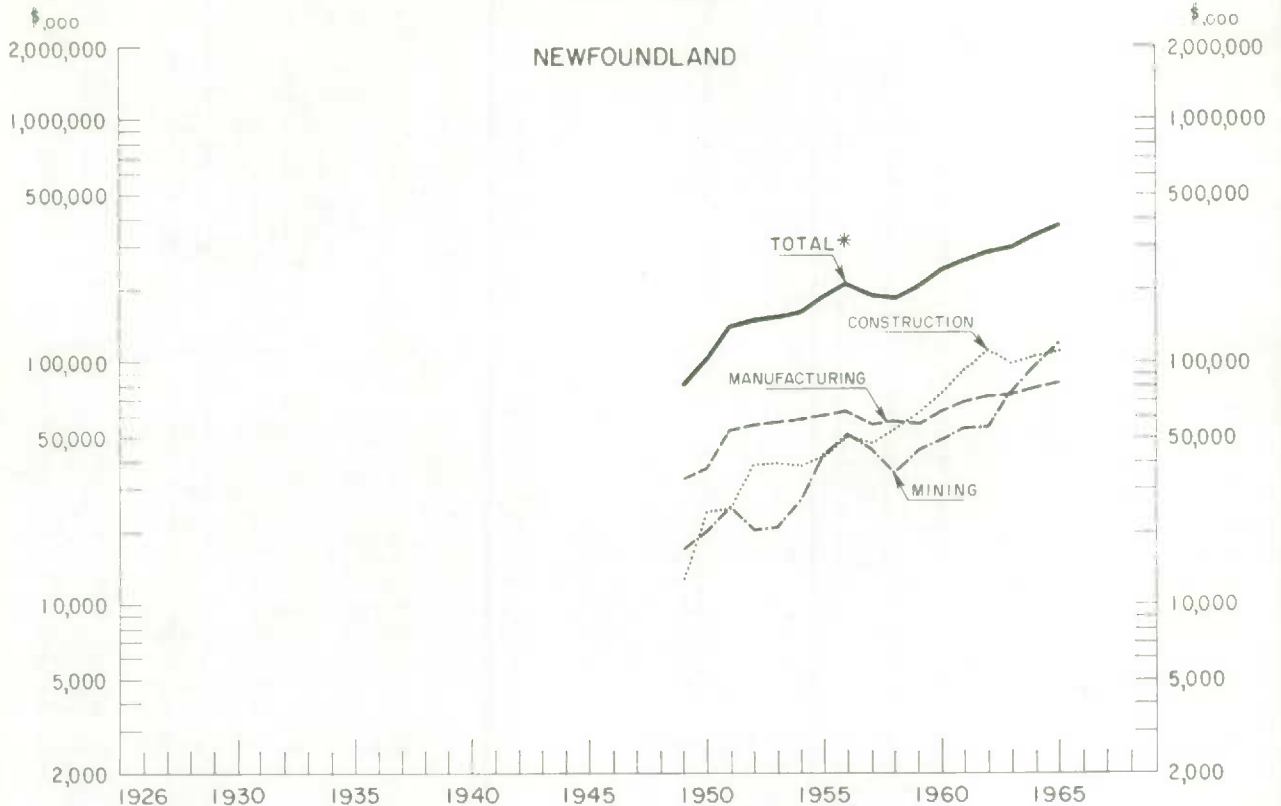 $,000 $,000
2,000,000 2,000,000
NEWFOUNDLAND
1,000,000 1,000,000
500,000 500,000
TOTAL*
CONSTRUCTION
100,000 100,000
MANUFACTURING
50,000 50,000
MINING
10,000 10,000
5,000 5,000
2,000 2,000
1926 1930 1935 1940 1945 1950 1955 1960 1965